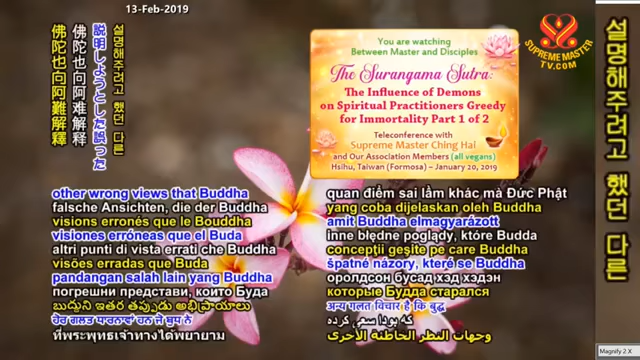 13-Feb-2019
설명해주려고 했던 다른
説明しようとした誤った
佛陀也向阿难解释
佛陀也向阿難解釋
You are watching
Between Master and Disciples
The Surangama Sutra:
The Influence of Demons
on Spiritual Practitioners Greedy
for Immortality Part 1 of 2
Teleconference with
Supreme Master Ching Hai
and Our Association Members (all vegans)
Hsihu, Taiwan (Formosa) – January 20, 2019
SUPREME MASTER
TV.COM
other wrong views that Buddha
falsche Ansichten, die der Buddha
visions erronés que le Bouddha
visiones erróneas que el Buda
altri punti di vista errati che Buddha
visões erradas que Buda
pandangan salah lain yang Buddha
погрешни представи, които Буда
బుద్ధుని ఇతర తప్పుడు అభిప్రాయాలు
ਹੋਰ ਗਲਤ ਧਾਰਨਾਵਾਂ ਹਨ ਜੋ ਬੁਧ ਨੇ
ที่พระพุทธเจ้าทางได้พยายาม
quan điểm sai lầm khác mà Đức Phật
yang coba dijelaskan oleh Buddha
amit Buddha elmagyarázott
inne błędne poglądy, które Budda
concepții greșite pe care Buddha
špatné názory, které se Buddha
оролдсон бусад хэд хэдэн
которые Будда старался
अन्य गलत विचार है कि बुद्ध
که بودا سعی کرده
وجهات النظر الخاطئة الأخرى
설명해주려고 했던 다른
Magnify 2 X